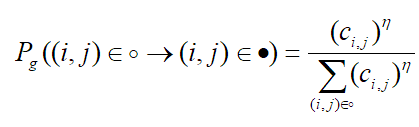 P_g((i,j)∈∘→(i,j)∈●) = (c_{i,j})^η / ∑_{(i,j)∈∘}(c_{i,j})^η